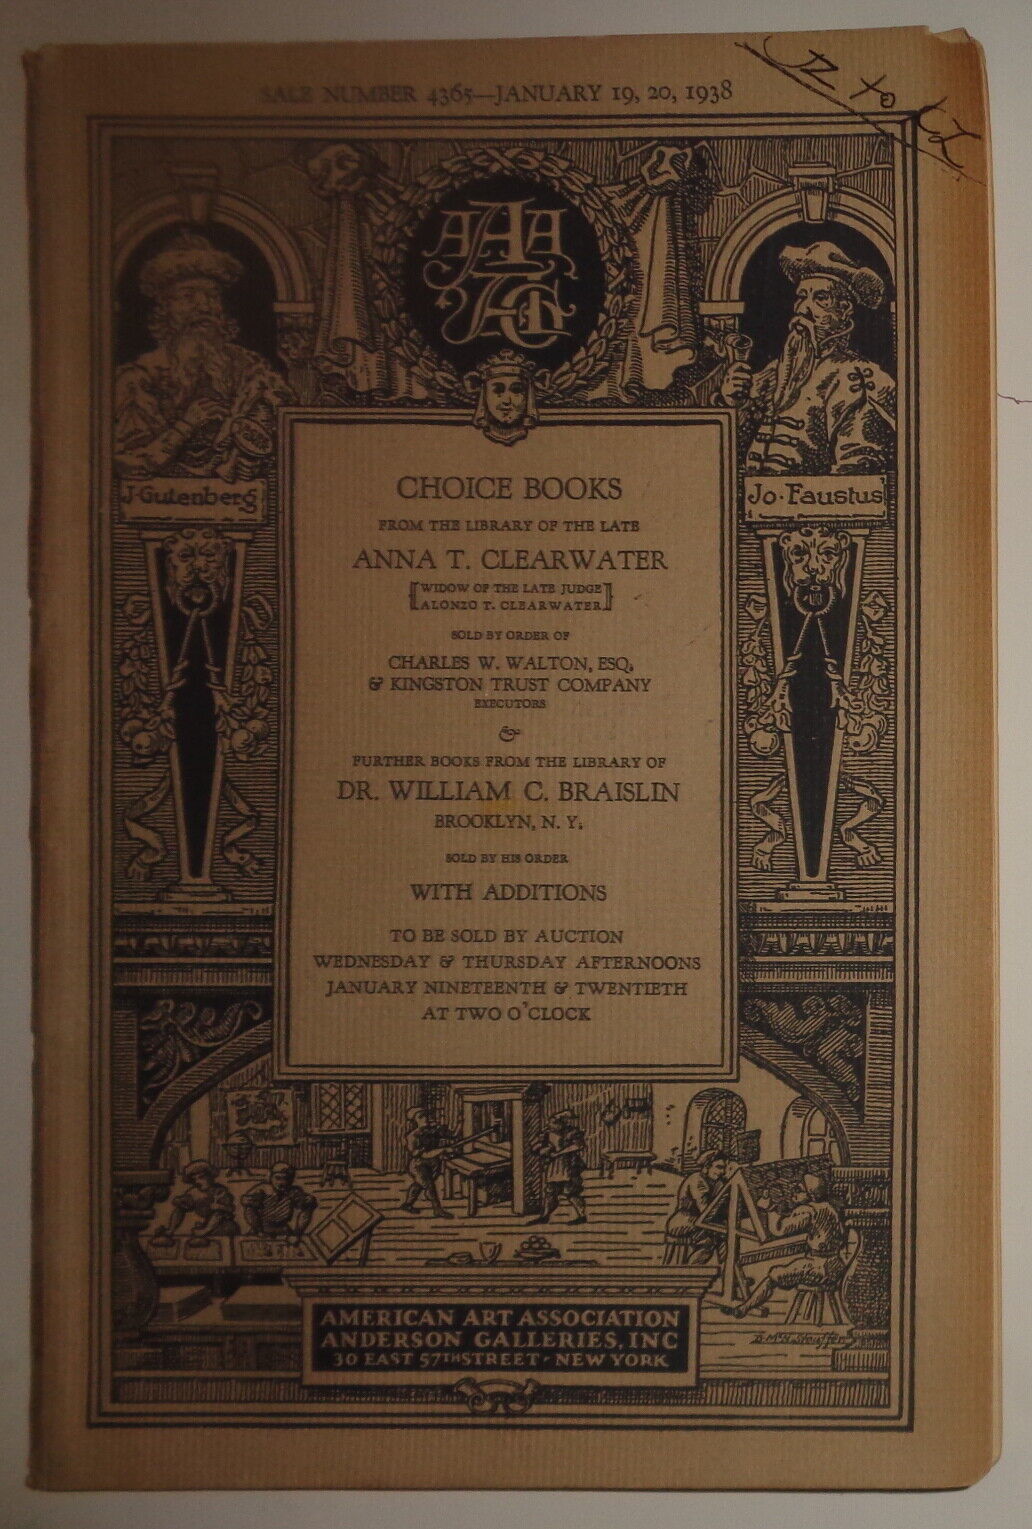 SALE NUMBER 4365—JANUARY 19, 20, 1938
AAA
AG
J·Gutenberg
Jo·Faustus
CHOICE BOOKS
FROM THE LIBRARY OF THE LATE
ANNA T. CLEARWATER
[WIDOW OF THE LATE JUDGE
ALONZO T. CLEARWATER]
SOLD BY ORDER OF
CHARLES W. WALTON, ESQ.
& KINGSTON TRUST COMPANY
EXECUTORS
&
FURTHER BOOKS FROM THE LIBRARY OF
DR. WILLIAM C. BRAISLIN
BROOKLYN, N. Y.
SOLD BY HIS ORDER
WITH ADDITIONS
TO BE SOLD BY AUCTION
WEDNESDAY & THURSDAY AFTERNOONS
JANUARY NINETEENTH & TWENTIETH
AT TWO O'CLOCK
AMERICAN ART ASSOCIATION
ANDERSON GALLERIES, INC
30 EAST 57TH STREET · NEW YORK